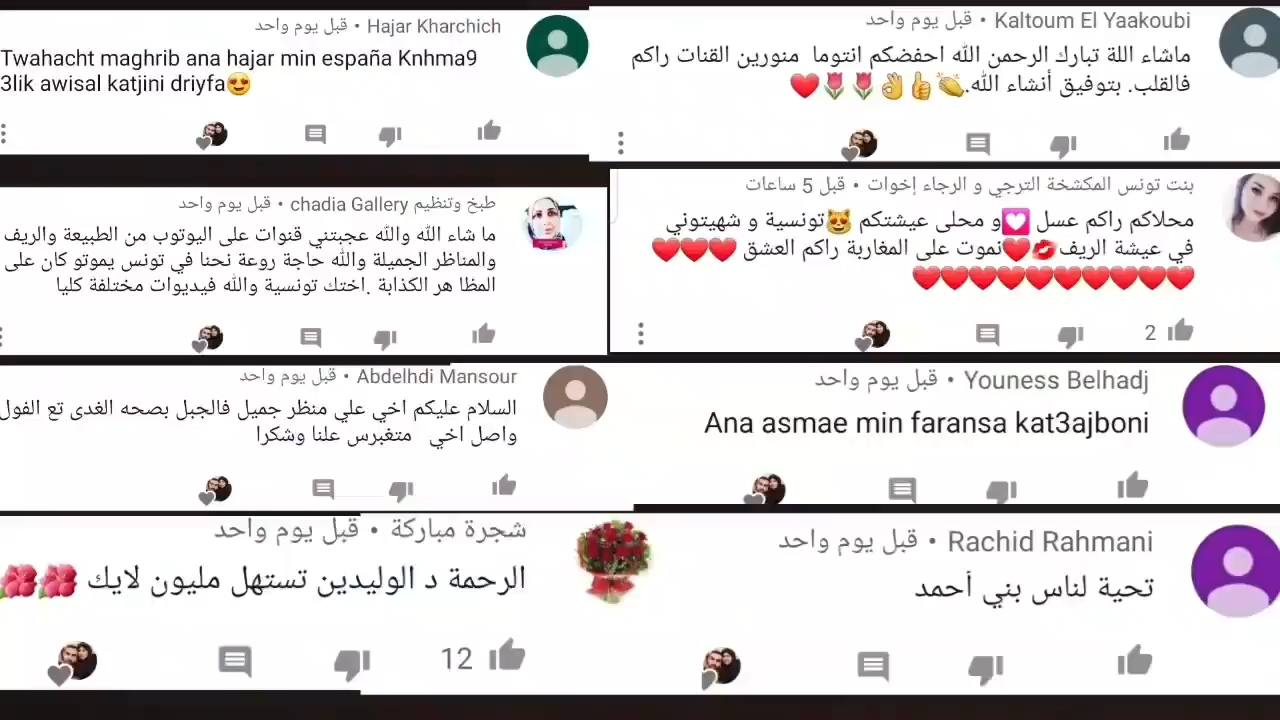 Hajar Kharchich • قبل يوم واحد
Twahacht maghrib ana hajar min españa Knhma9
3lik awisal katjini driyfa😍
Kaltoum El Yaakoubi • قبل يوم واحد
ماشاء اللة تبارك الرحمن الله احفضكم انتوما منورين القنات راكم
فالقلب. بتوفيق أنشاء الله.👏👍👌🌷🌷❤️
طبخ وتنظيم chadia Gallery • قبل يوم واحد
ما شاء الله والله عجبتني قنوات على اليوتوب من الطبيعة والريف
والمناظر الجميلة والله حاجة روعة نحنا في تونس يموتو كان على
المظا هر الكذابة .اختك تونسية والله فيديوات مختلفة كليا
بنت تونس المكشخة الترجي و الرجاء إخوات • قبل 5 ساعات
محلاكم راكم عسل 💟و محلى عيشتكم 😻تونسية و شهيتوني
في عيشة الريف💋❤️نموت على المغاربة راكم العشق ❤️❤️❤️
❤️❤️❤️❤️❤️❤️❤️❤️❤️❤️
2
Abdelhdi Mansour • قبل يوم واحد
السلام عليكم اخي علي منظر جميل فالجبل بصحه الغدى تع الفول
واصل اخي متغبرس علنا وشكرا
Youness Belhadj • قبل يوم واحد
Ana asmae min faransa kat3ajboni
شجرة مباركة • قبل يوم واحد
الرحمة د الوليدين تستهل مليون لايك 🌺🌺
12
Rachid Rahmani • قبل يوم واحد
تحية لناس بني أحمد